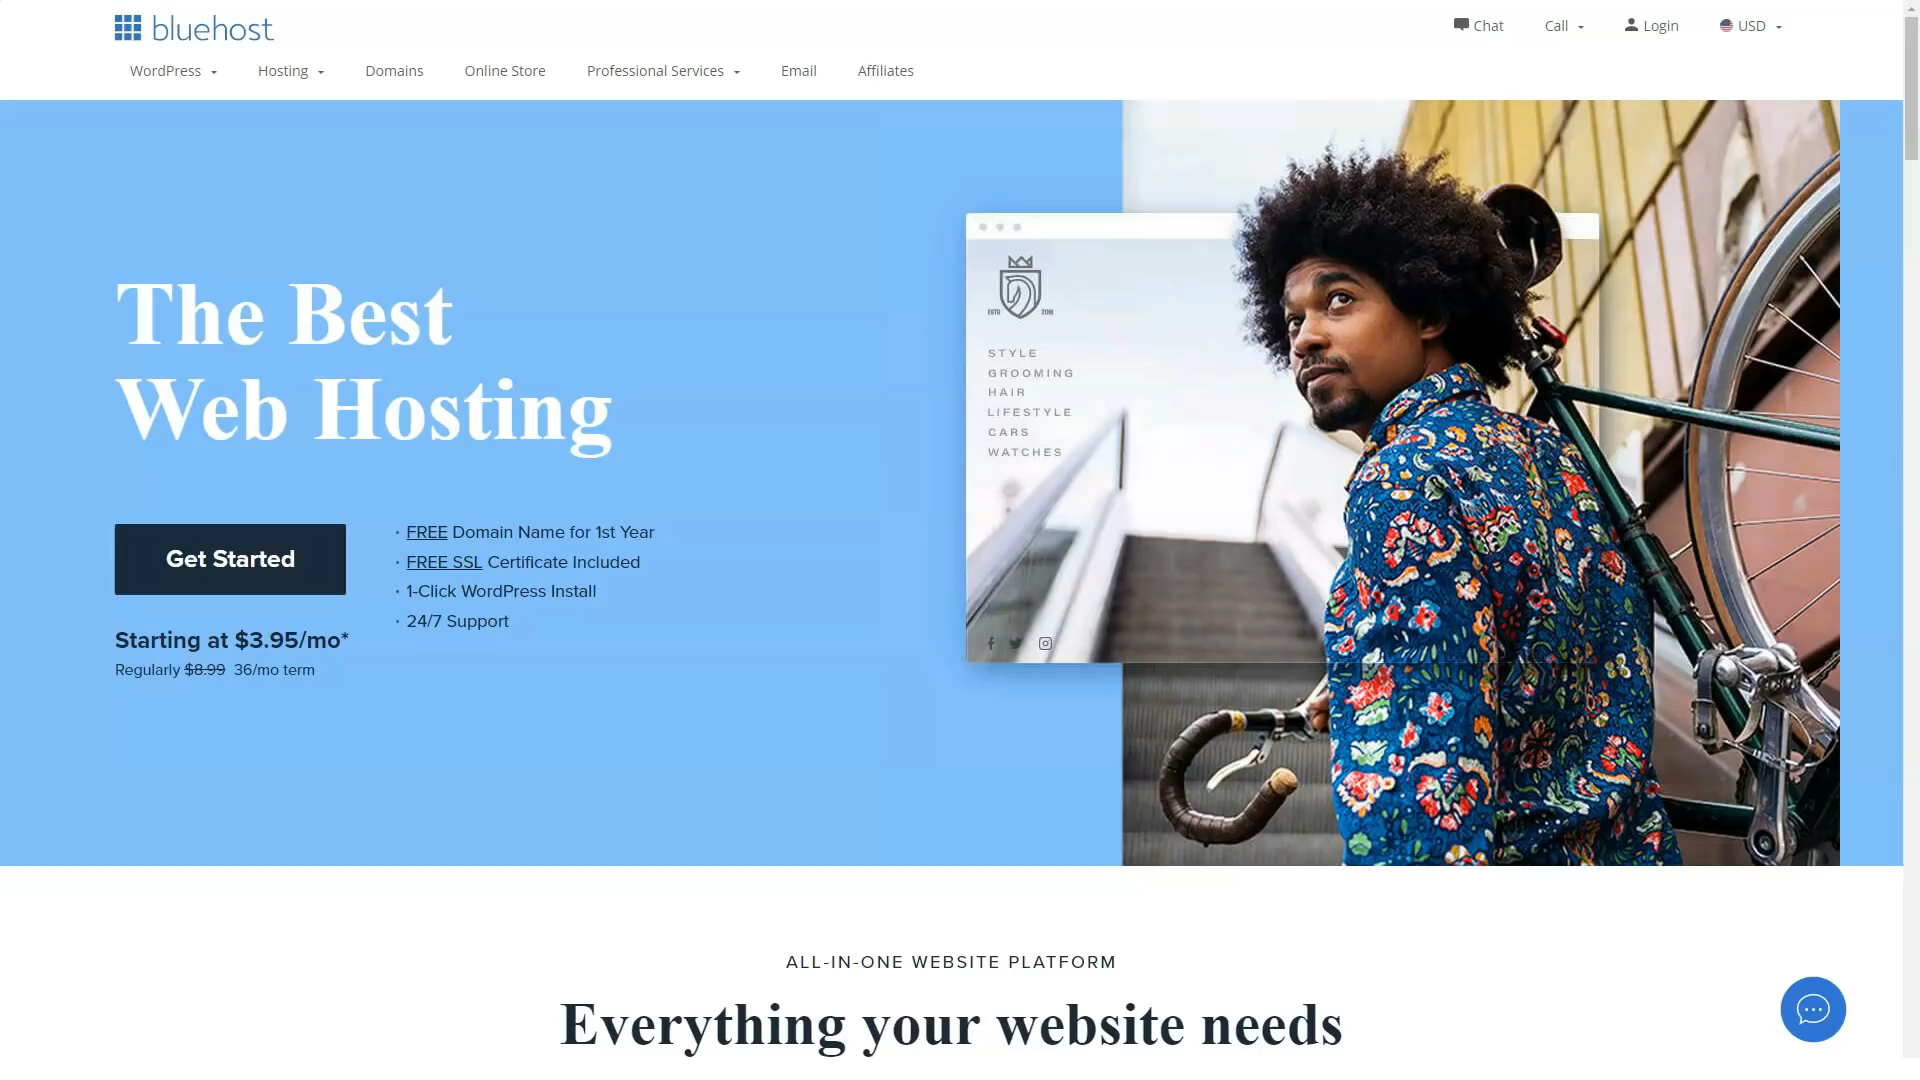 bluehost
Chat
Call
Login
USD
WordPress
Hosting
Domains
Online Store
Professional Services
Email
Affiliates
The Best
Web Hosting
Get Started
Starting at $3.95/mo*
Regularly $8.99 36/mo term
· FREE Domain Name for 1st Year
· FREE SSL Certificate Included
· 1-Click WordPress Install
· 24/7 Support
ESTD 2018
STYLE
GROOMING
HAIR
LIFESTYLE
CARS
WATCHES
ALL-IN-ONE WEBSITE PLATFORM
Everything your website needs